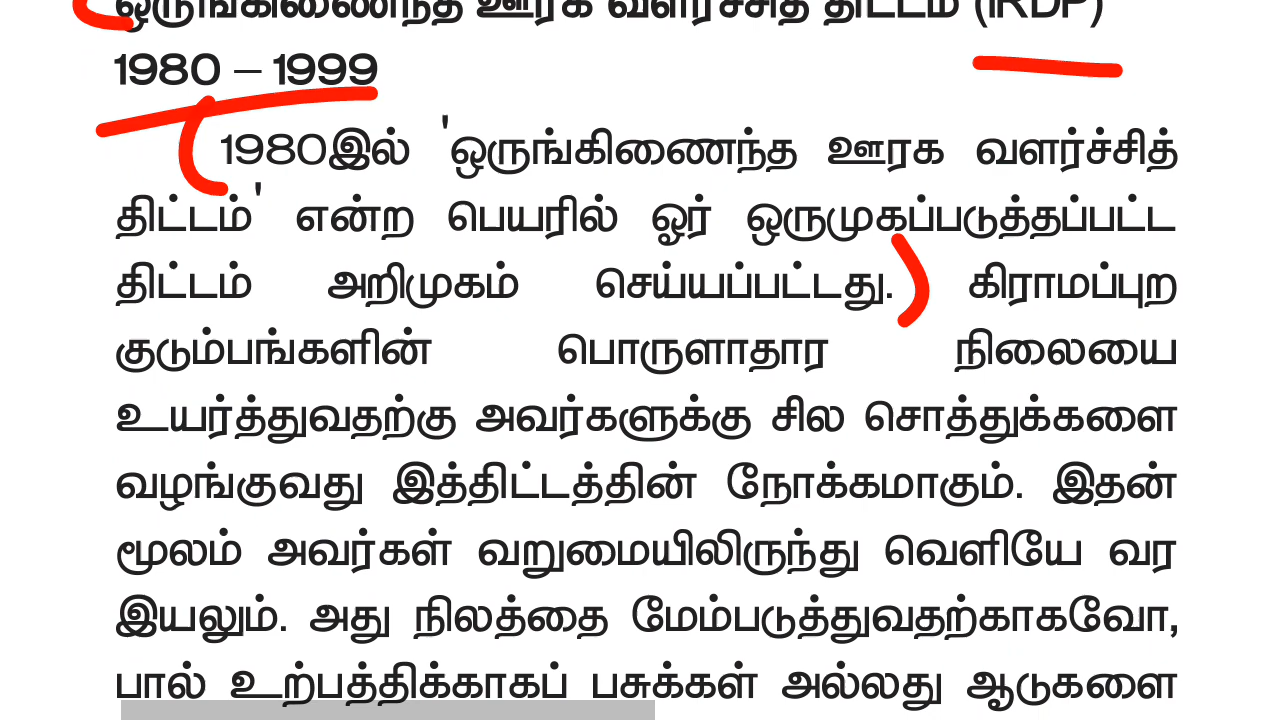 ஒருங்கிணைந்த ஊரக வளர்ச்சித் திட்டம் (IRDP)
1980 – 1999
1980இல் 'ஒருங்கிணைந்த ஊரக வளர்ச்சித்
திட்டம்' என்ற பெயரில் ஓர் ஒருமுகப்படுத்தப்பட்ட
திட்டம் அறிமுகம் செய்யப்பட்டது. கிராமப்புற
குடும்பங்களின் பொருளாதார நிலையை
உயர்த்துவதற்கு அவர்களுக்கு சில சொத்துக்களை
வழங்குவது இத்திட்டத்தின் நோக்கமாகும். இதன்
மூலம் அவர்கள் வறுமையிலிருந்து வெளியே வர
இயலும். அது நிலத்தை மேம்படுத்துவதற்காகவோ,
பால் உற்பத்திக்காகப் பசுக்கள் அல்லது ஆடுகளை